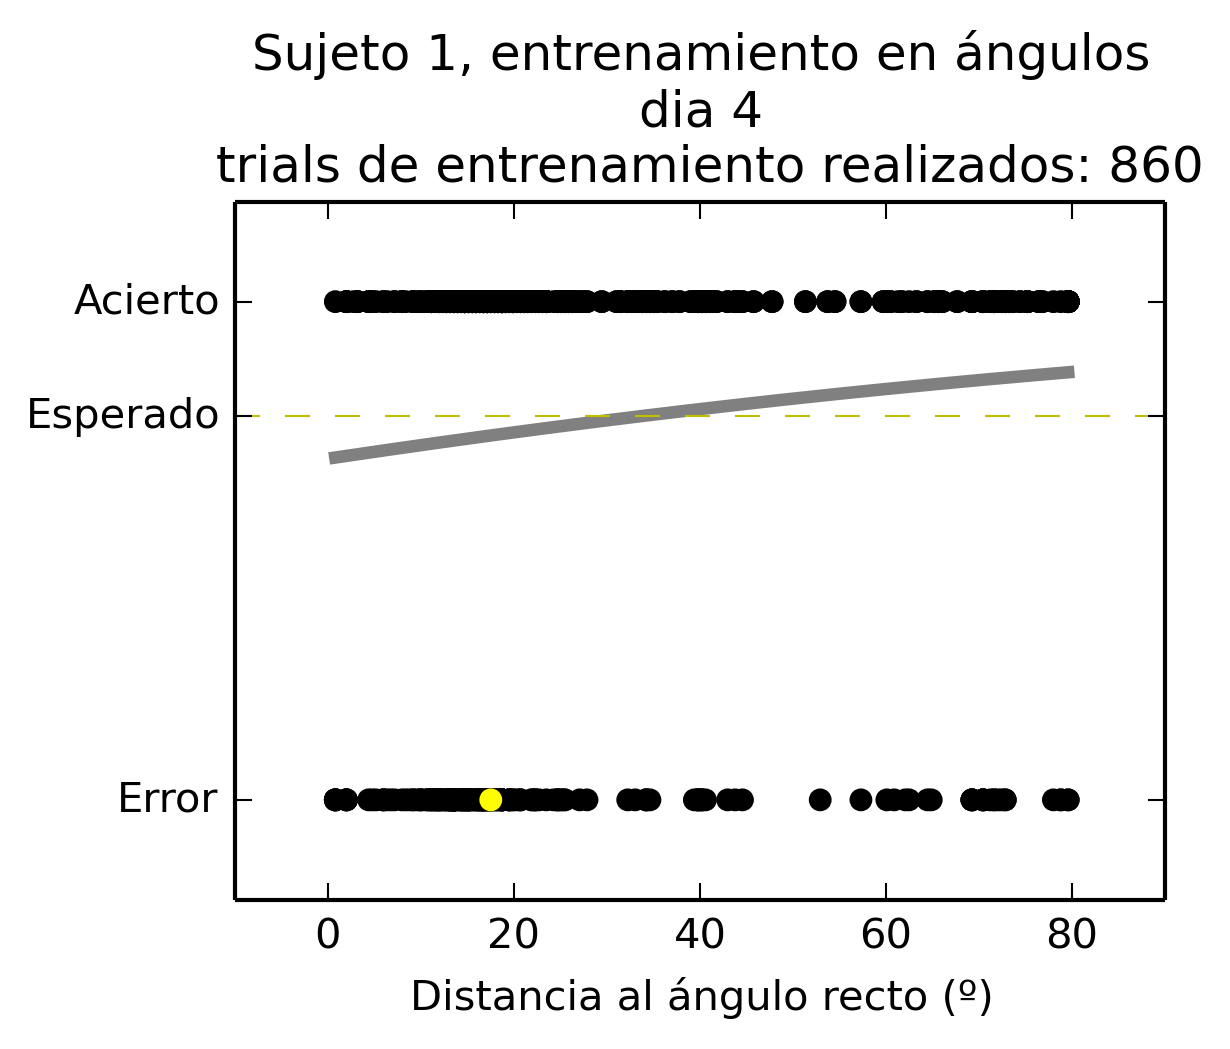 Sujeto 1, entrenamiento en ángulos
dia 4
trials de entrenamiento realizados: 860
Acierto
Esperado
Error
0 20 40 60 80
Distancia al ángulo recto (º)